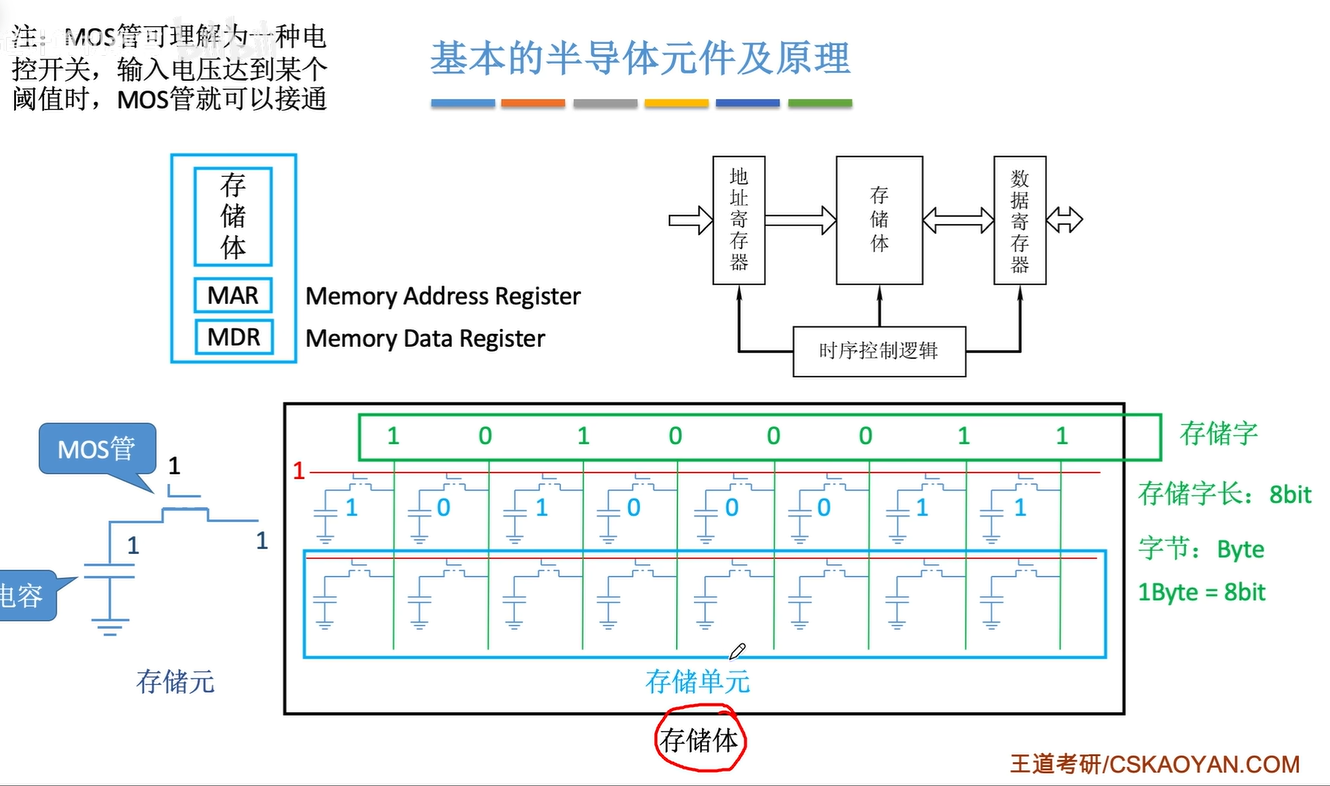 注：MOS管可理解为一种电
控开关，输入电压达到某个
阈值时，MOS管就可以接通
基本的半导体元件及原理
存储体
MAR
Memory Address Register
MDR
Memory Data Register
地址寄存器
存储体
数据寄存器
时序控制逻辑
MOS管
1
1
1
电容
存储元
1 0 1 0 0 0 1 1
存储字
1
1 0 1 0 0 0 1 1
存储字长：8bit
字节：Byte
1Byte = 8bit
存储单元
存储体
王道考研/CSKAOYAN.COM